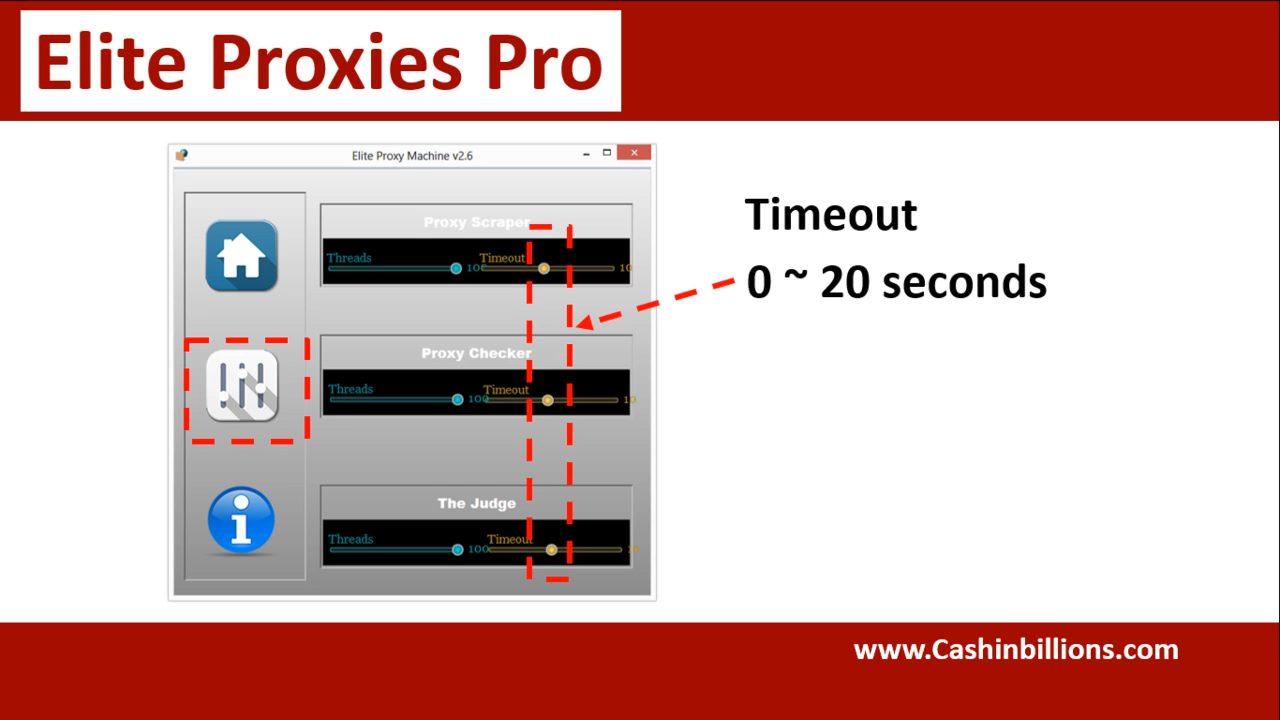 Elite Proxies Pro
Elite Proxy Machine v2.6
Proxy Scraper
Threads 100 Timeout 10
Proxy Checker
Threads 100 Timeout 10
The Judge
Threads 100 Timeout
Timeout
0 ~ 20 seconds
www.Cashinbillions.com